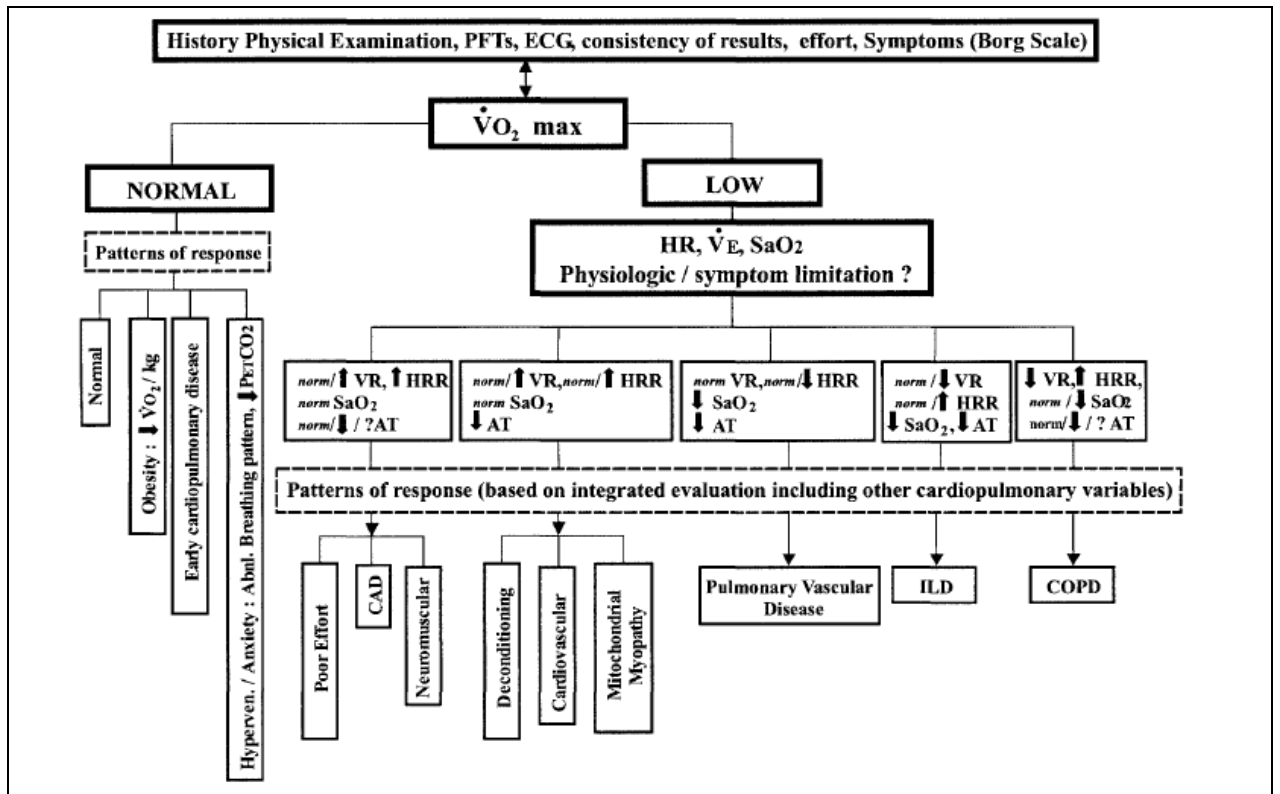 History Physical Examination, PFTs, ECG, consistency of results, effort, Symptoms (Borg Scale)
V̇O₂ max
NORMAL
LOW
Patterns of response
HR, V̇E, SaO₂
Physiologic / symptom limitation ?
Normal
Obesity : ⬇ V̇O₂ / kg
Early cardiopulmonary disease
Hyperven. / Anxiety : Abnl. Breathing pattern, ⬇PETCO2
norm/⬆ VR, ⬆ HRR
norm SaO₂
norm/⬇ / ?AT
norm/⬆ VR, norm/⬆ HRR
norm SaO₂
⬇ AT
norm VR, norm/⬇ HRR
⬇ SaO₂
⬇ AT
norm /⬇ VR
norm /⬆ HRR
⬇ SaO₂, ⬇ AT
⬇ VR, ⬆ HRR,
norm /⬇ SaO2
norm/⬇ / ? AT
Patterns of response (based on integrated evaluation including other cardiopulmonary variables)
Poor Effort
CAD
Neuromuscular
Deconditioning
Cardiovascular
Mitochondrial
Myopathy
Pulmonary Vascular
Disease
ILD
COPD